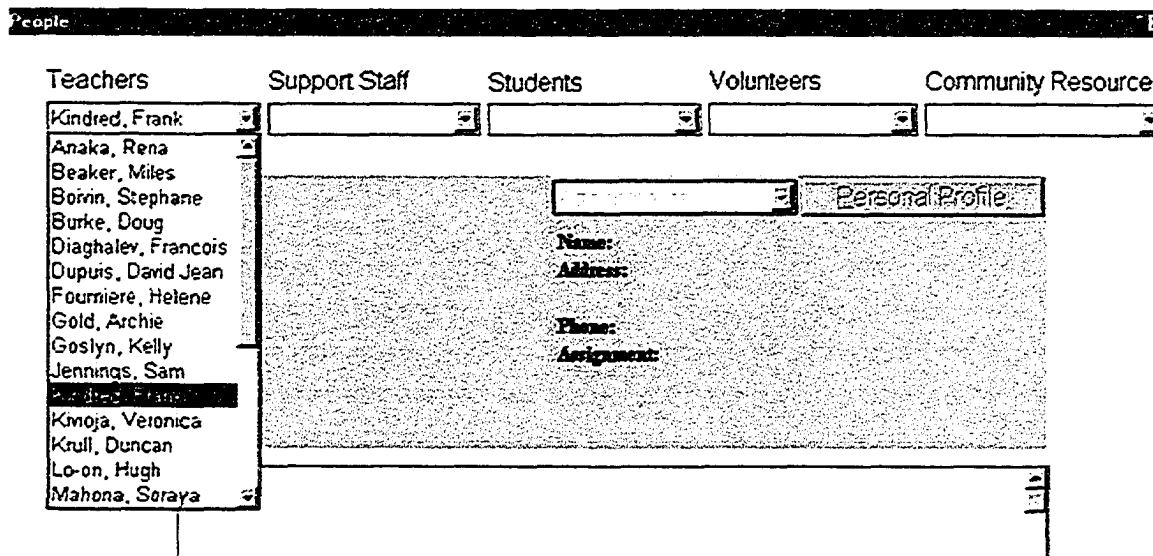 People
Teachers Support Staff Students Volunteers Community Resource
Kindred, Frank
Anaka, Rena
Beaker, Miles
Boivin, Stephane
Burke, Doug
Diaghalev, Francois
Dupuis, David Jean
Fourniere, Helene
Gold, Archie
Goslyn, Kelly
Jennings, Sam
Kindred, Frank
Kivioja, Veronica
Krull, Duncan
Lo-on, Hugh
Mahona, Soraya
Personal Profile
Name:
Address:
Phone:
Assignment: